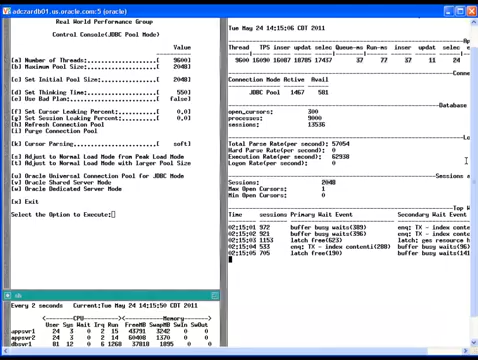 adczardb01.us.oracle.com (oracle)
Real World Performance Group
Control Console(JDBC Pool Mode)
Value
[a] Number of Threads:................[ 9600]
[b] Maximum Pool Size:................[ 2048]
[c] Set Initial Pool Size:............[ 2048]
[d] Set Thinking Time:................[ 550]
[e] Use Bad Plan:.....................[ false]
[f] Set Cursor Leaking Percent:.......[ 0,0]
[g] Set Session Leaking Percent:......[ 0,0]
[h] Refresh Connection Pool
[i] Purge Connection Pool
[k] Cursor Parsing:...................[ soft]
[s] Adjust to Normal Load Mode from Peak Load Mode
[t] Adjust to Normal Load Mode with larger Pool Size
[u] Oracle Universal Connection Pool for JDBC Mode
[v] Oracle Shared Server Mode
[w] Oracle Dedicated Server Mode
[x] Exit
Select the Option to Execute:
Tue May 24 14:15:06 CDT 2011
Thread TPS inser updat selec Queue-ms Run-ms inser updat selec
9600 16090 16087 18785 17437 37 77 37 11 24
Connection Mode Active Avail
JDBC Pool 1467 581
Database
open_cursors: 300
processes: 9000
sessions: 13536
Total Parse Rate(per second): 57054
Hard Parse Rate(per second): 0
Execution Rate(per second): 62938
Logon Rate(per second): 0
Sessions
Sessions: 2048
Max Open Cursors: 1
Min Open Cursors: 0
Top
Time sessions Primary Wait Event Secondary Wait Event
02:15:01 972 buffer busy waits(389) enq: TX - index
02:15:02 921 buffer busy waits(396) enq: TX - index
02:15:03 1153 latch free(623) latch: ges resource h
02:15:04 533 enq: TX - index contenti(288) buffer busy waits(96)
02:15:05 705 latch free(190) buffer busy waits(141
Every 2 seconds Current:Tue May 24 14:15:50 CDT 2011
<-----CPU-----> <-----Memory----->
User Sys Wait Irq Run FreeMB SwapMB SwIn SwOut
appsvr1 24 3 0 2 15 43791 3242 0 0
appsvr2 24 4 0 2 14 60408 1370 0 0
dbsvr1 81 12 0 6 1268 37818 1895 0 0